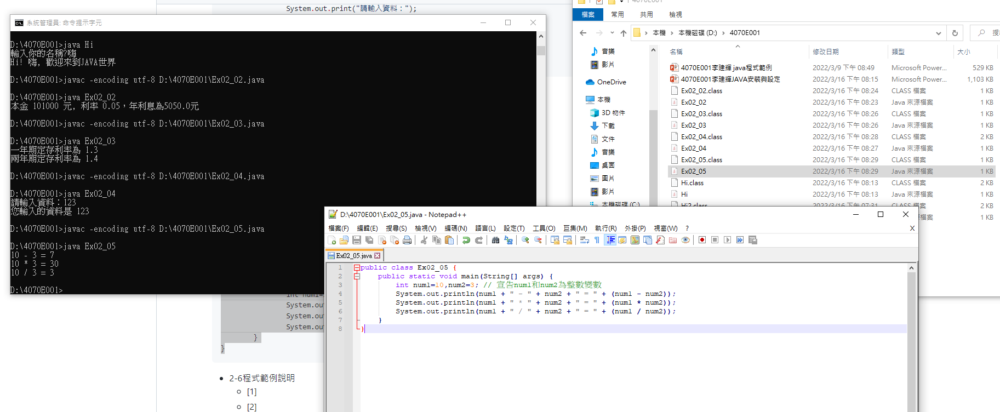 System.out.print("請輸入資料：");
系統管理員: 命令提示字元
D:\4070E001>java Hi
輸入你的名稱?嗨
Hi! 嗨, 歡迎來到JAVA世界
D:\4070E001>javac -encoding utf-8 D:\4070E001\Ex02_02.java
D:\4070E001>java Ex02_02
本金 101000 元, 利率 0.05，年利息為5050.0元
D:\4070E001>javac -encoding utf-8 D:\4070E001\Ex02_03.java
D:\4070E001>java Ex02_03
一年期定存利率為 1.3
兩年期定存利率為 1.4
D:\4070E001>javac -encoding utf-8 D:\4070E001\Ex02_04.java
D:\4070E001>java Ex02_04
請輸入資料：123
您輸入的資料是 123
D:\4070E001>javac -encoding utf-8 D:\4070E001\Ex02_05.java
D:\4070E001>java Ex02_05
10 - 3 = 7
10 * 3 = 30
10 / 3 = 3
D:\4070E001>
System.out
System.out
System.out
}
}
2-6程式範例說明
[1]
[2]
4070E001
檔案 常用 共用 檢視
本機 › 本機磁碟 (D:) › 4070E001
音樂
影片
OneDrive
本機
3D 物件
下載
文件
音樂
桌面
圖片
影片
本機磁碟 (C:)
名稱 修改日期 類型 大小
4070E001李建輝 java程式範例 2022/3/9 下午 08:49 Microsoft Power... 529 KB
4070E001李建輝JAVA安裝與設定 2022/3/16 下午 08:15 Microsoft Power... 1,103 KB
Ex02_02.class 2022/3/16 下午 08:24 CLASS 檔案 1 KB
Ex02_02 2022/3/16 下午 08:23 Java 來源檔案 1 KB
Ex02_03.class 2022/3/16 下午 08:26 CLASS 檔案 1 KB
Ex02_03 2022/3/16 下午 08:26 Java 來源檔案 1 KB
Ex02_04.class 2022/3/16 下午 08:28 CLASS 檔案 2 KB
Ex02_04 2022/3/16 下午 08:27 Java 來源檔案 1 KB
Ex02_05.class 2022/3/16 下午 08:29 CLASS 檔案 1 KB
Ex02_05 2022/3/16 下午 08:29 Java 來源檔案 1 KB
Hi.class 2022/3/16 下午 08:13 CLASS 檔案 2 KB
Hi 2022/3/16 下午 08:13 Java 來源檔案 1 KB
Hi2.class 2022/3/16 下午 07:31 CLASS 檔案 2 KB
來源檔案 1 KB
D:\4070E001\Ex02_05.java - Notepad++
檔案(F) 編輯(E) 搜尋(S) 檢視(V) 編碼(N) 語言(L) 設定(T) 工具(O) 巨集(M) 執行(R) 外掛(P) 視窗(W) ? X
Ex02_05.java
1 public class Ex02_05 {
2 public static void main(String[] args) {
3 int num1=10,num2=3; // 宣告num1和num2為整數變數
4 System.out.println(num1 + " - " + num2 + " = " + (num1 - num2));
5 System.out.println(num1 + " * " + num2 + " = " + (num1 * num2));
6 System.out.println(num1 + " / " + num2 + " = " + (num1 / num2));
7 }
8 }